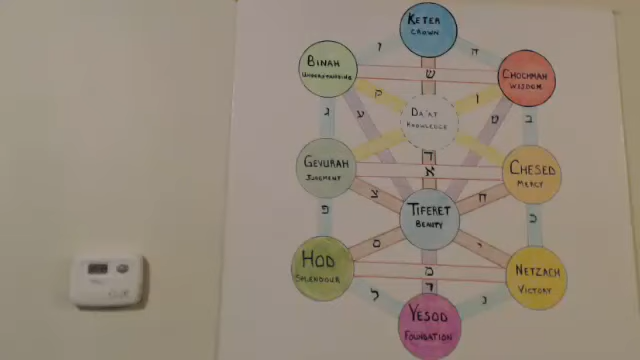 KETER
CROWN
ו
ה
BINAH
UNDERSTANDING
ש
CHOCHMAH
WISDOM
ק
ג
ע
DA'AT
KNOWLEDGE
ט
ב
GEVURAH
JUDGMENT
א
CHESED
MERCY
צ
ח
TIFERET
BEAUTY
פ
כ
ס
י
HOD
SPLENDOUR
מ
NETZACH
VICTORY
ל
נ
YESOD
FOUNDATION